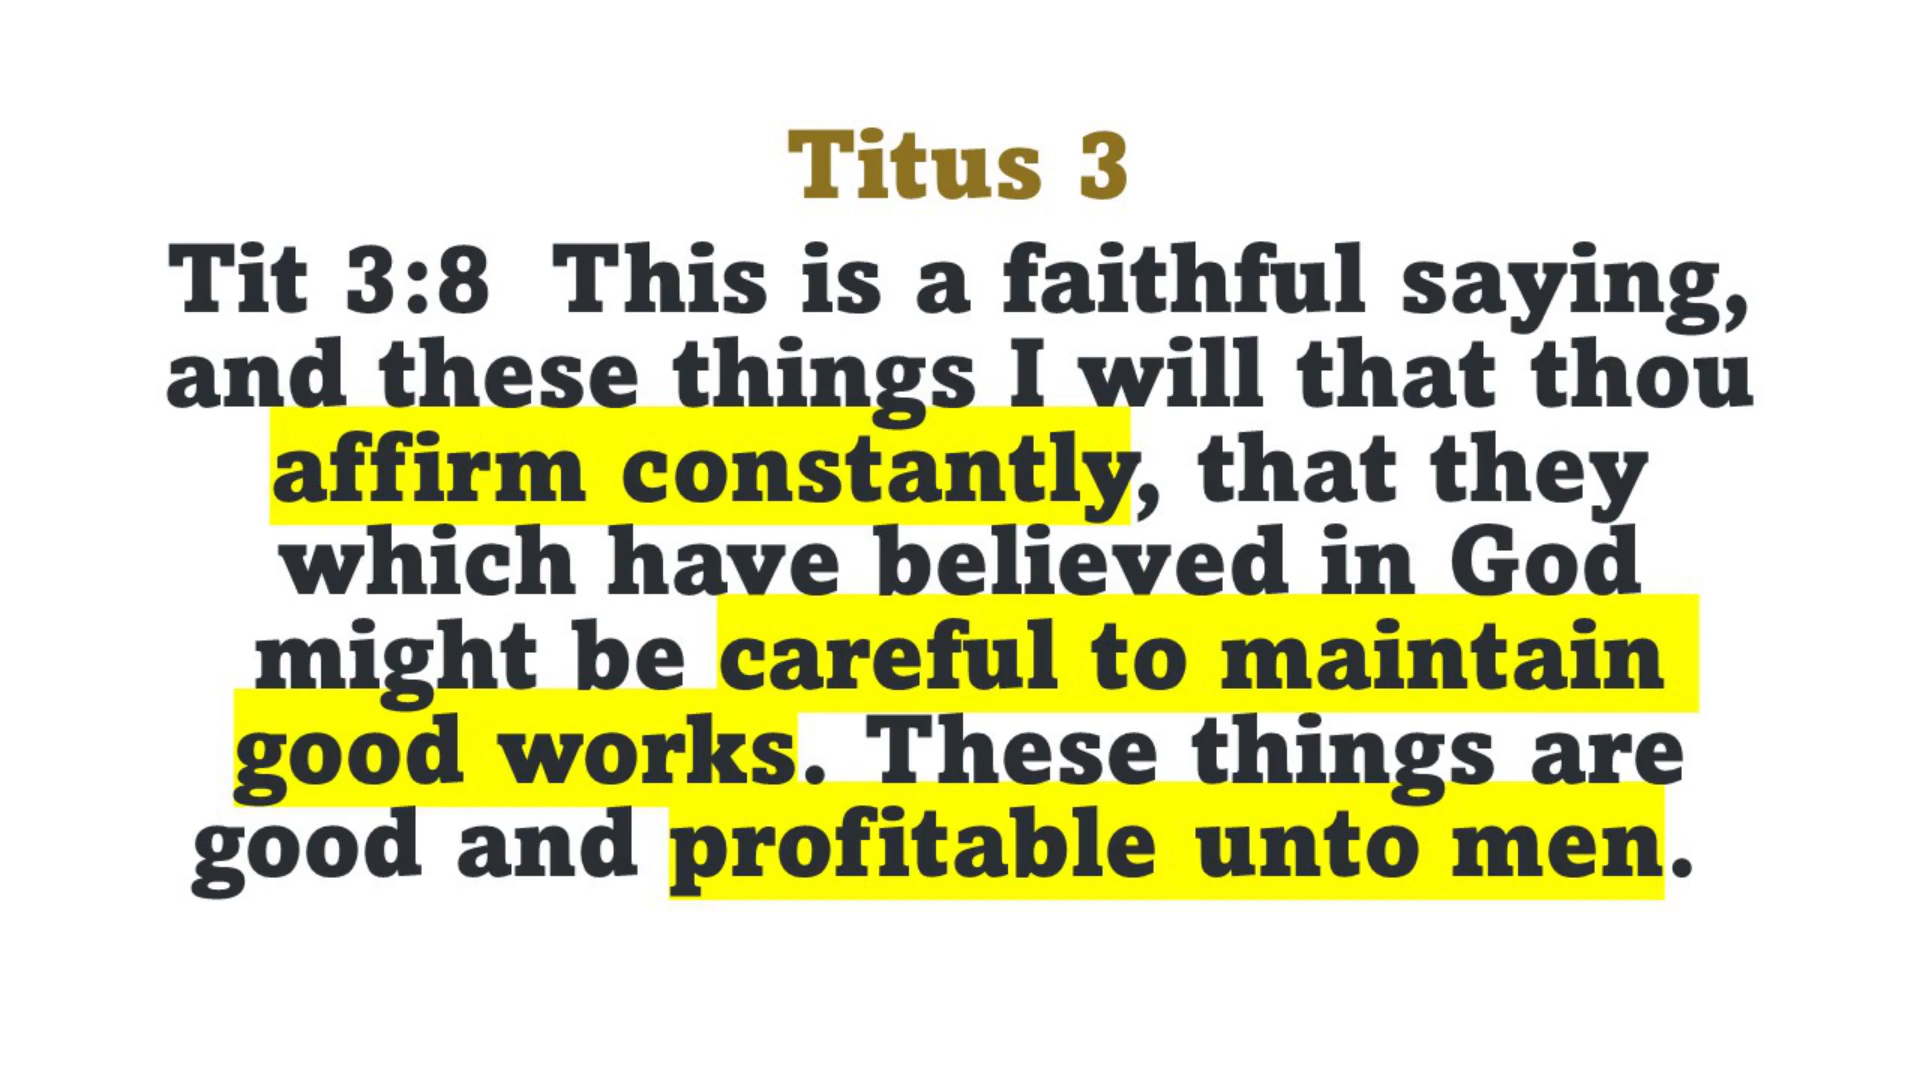 Titus 3
Tit 3:8  This is a faithful saying,
and these things I will that thou
affirm constantly, that they
which have believed in God
might be careful to maintain
good works. These things are
good and profitable unto men.